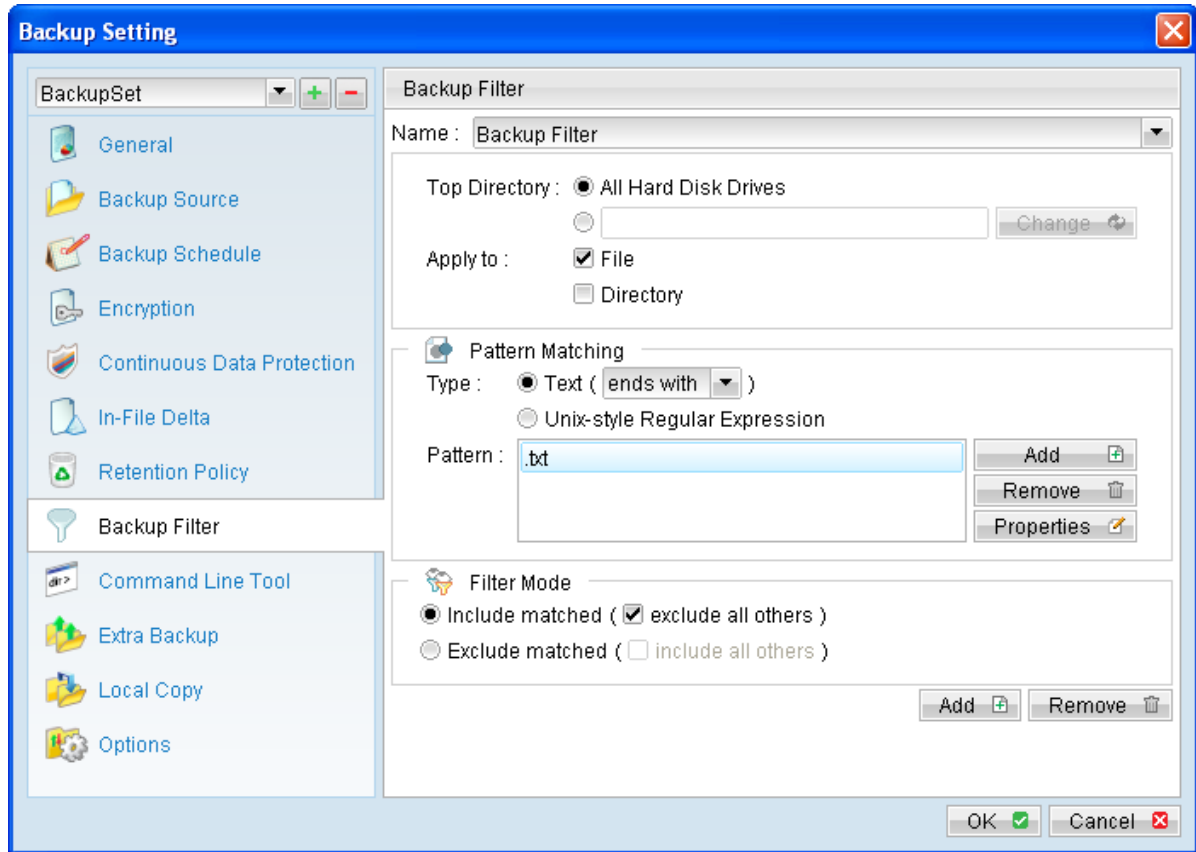 Backup Setting
BackupSet
General
Backup Source
Backup Schedule
Encryption
Continuous Data Protection
In-File Delta
Retention Policy
Backup Filter
dir >
Command Line Tool
Extra Backup
Local Copy
Options
Backup Filter
Name : Backup Filter
Top Directory : All Hard Disk Drives
Change
Apply to : File
Directory
Pattern Matching
Type : Text ( ends with )
Unix-style Regular Expression
Pattern : .txt
Add
Remove
Properties
Filter Mode
Include matched ( exclude all others )
Exclude matched ( include all others )
Add Remove
OK Cancel